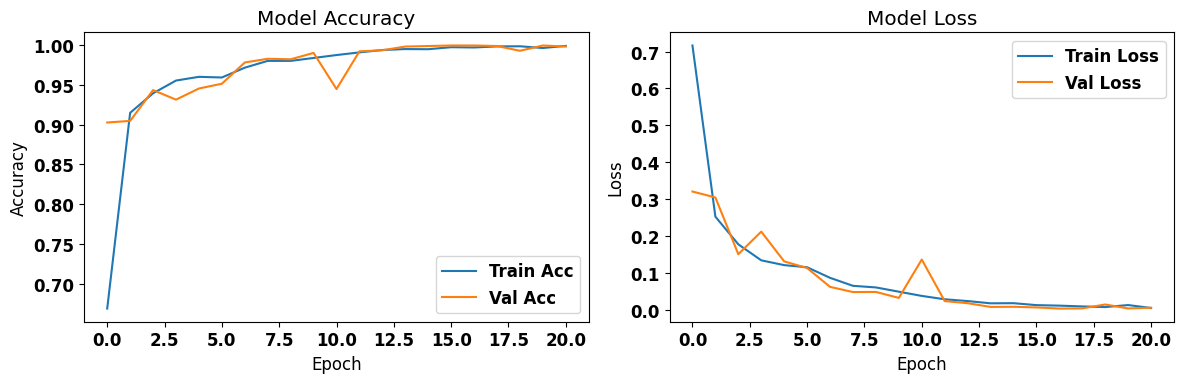 Model Accuracy
1.00
0.95
0.90
0.85
0.80
0.75
0.70
Accuracy
0.0 2.5 5.0 7.5 10.0 12.5 15.0 17.5 20.0
Epoch
Train Acc
Val Acc
Model Loss
0.7
0.6
0.5
0.4
0.3
0.2
0.1
0.0
Loss
0.0 2.5 5.0 7.5 10.0 12.5 15.0 17.5 20.0
Epoch
Train Loss
Val Loss